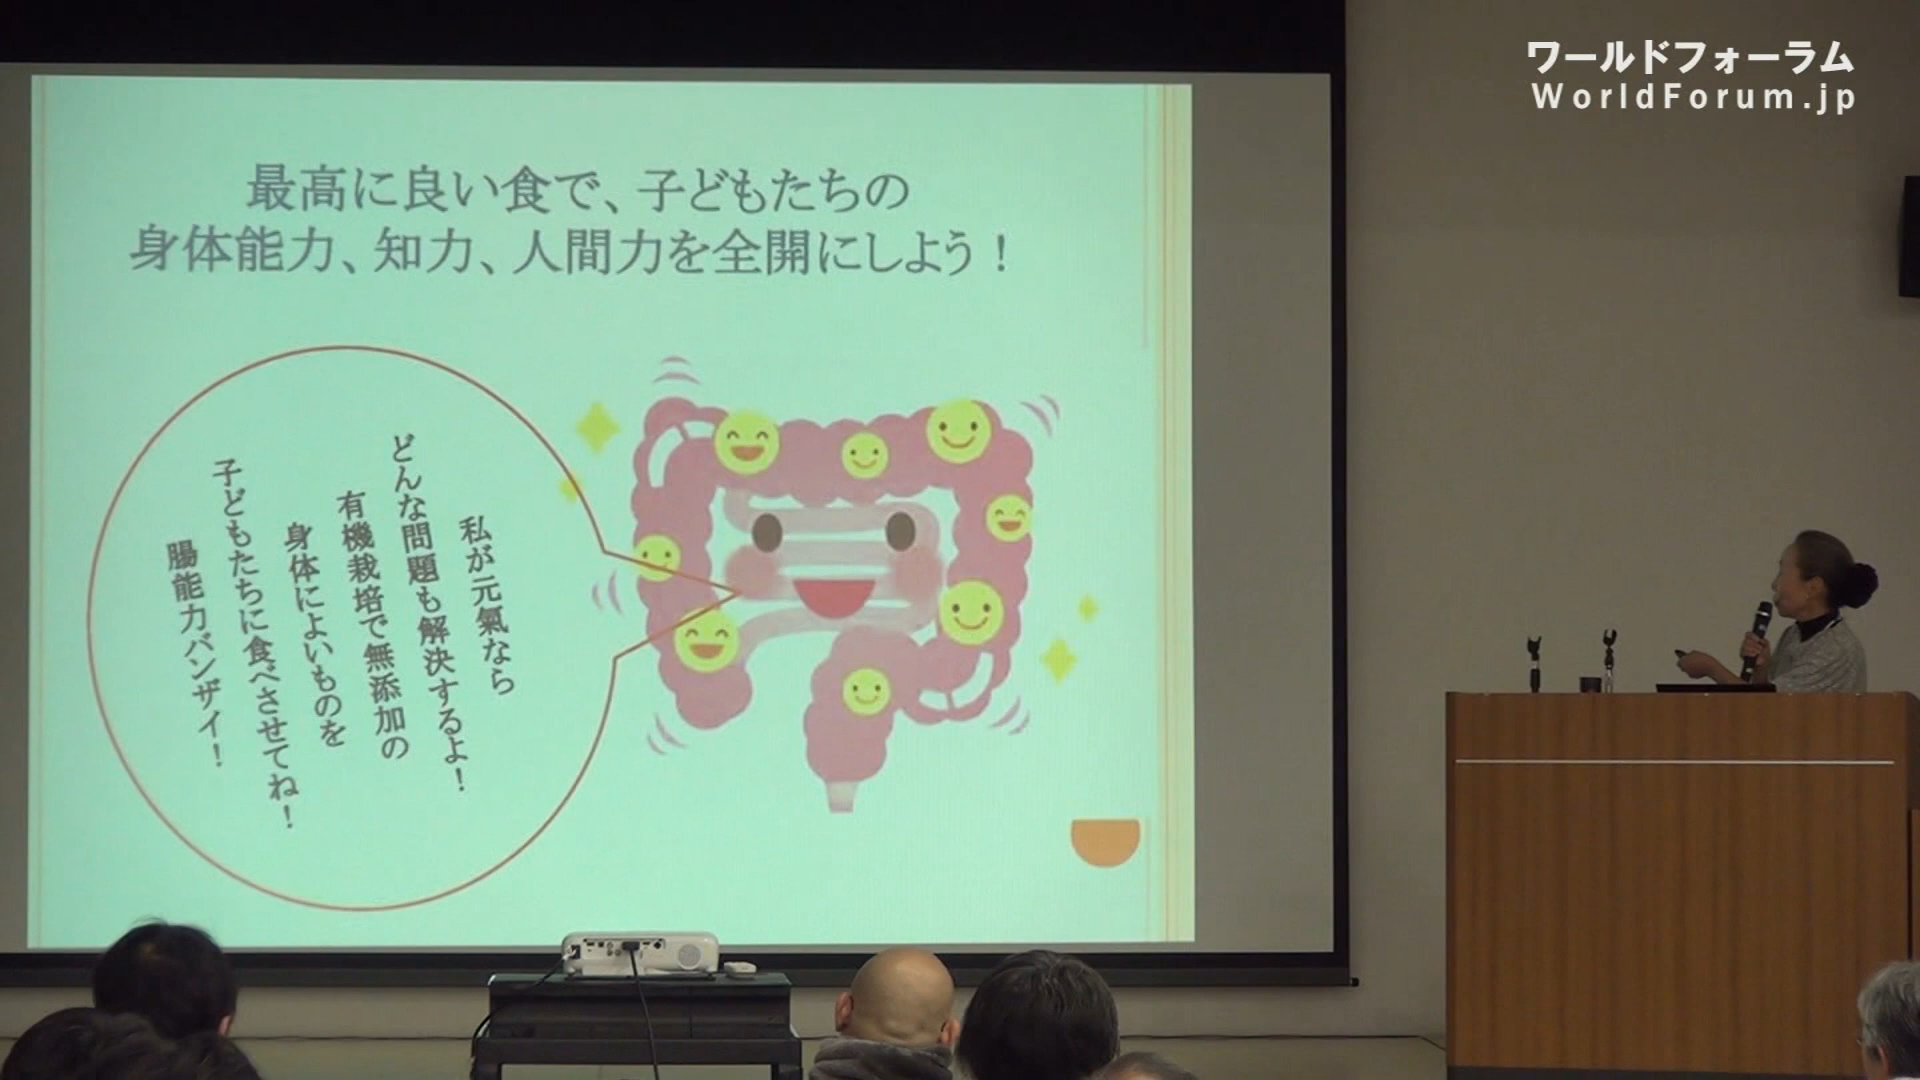 ワールドフォーラム
WorldForum.jp
最高に良い食で、子どもたちの
身体能力、知力、人間力を全開にしよう！
私が元氣なら
どんな問題も解決するよ！
有機栽培で無添加の
身体によいものを
子どもたちに食べさせてね！
腸能力バンザイ！